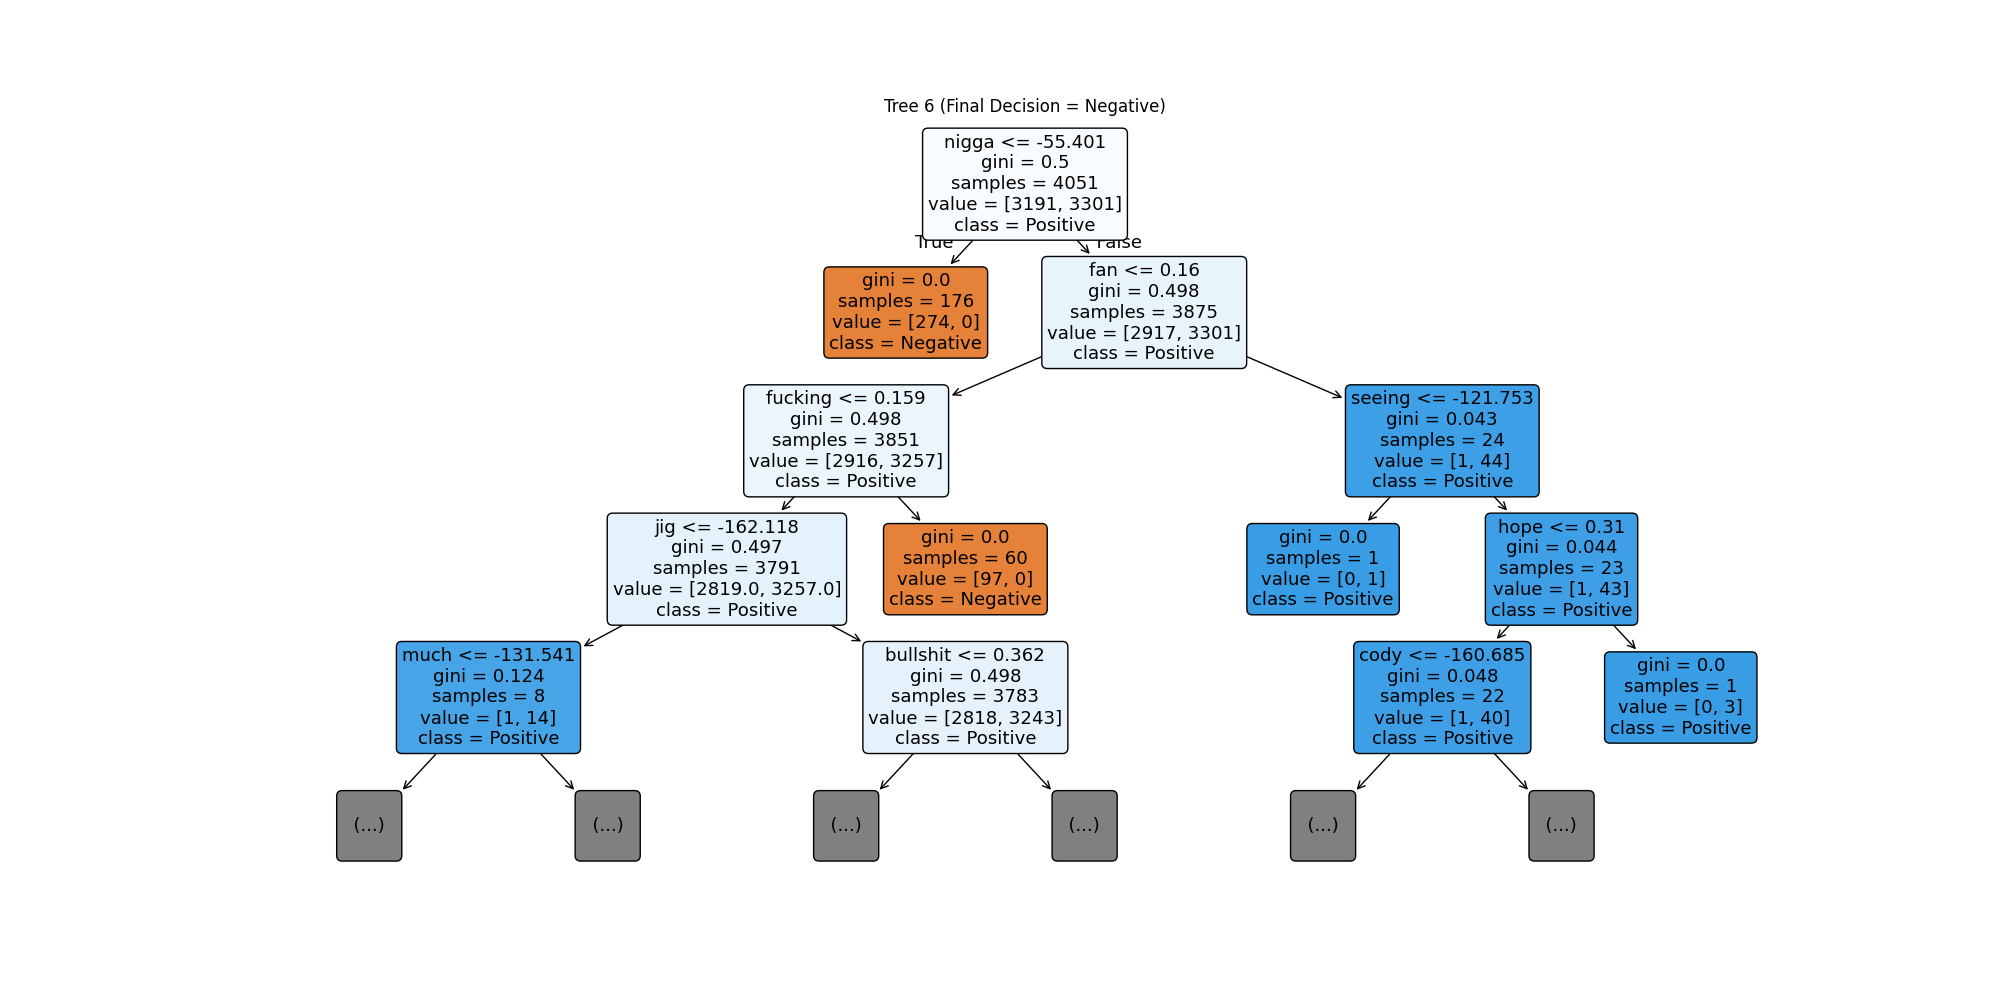 Tree 6 (Final Decision = Negative)
nigga <= -55.401
gini = 0.5
samples = 4051
value = [3191, 3301]
class = Positive
True
False
gini = 0.0
samples = 176
value = [274, 0]
class = Negative
fan <= 0.16
gini = 0.498
samples = 3875
value = [2917, 3301]
class = Positive
fucking <= 0.159
gini = 0.498
samples = 3851
value = [2916, 3257]
class = Positive
seeing <= -121.753
gini = 0.043
samples = 24
value = [1, 44]
class = Positive
jig <= -162.118
gini = 0.497
samples = 3791
value = [2819.0, 3257.0]
class = Positive
gini = 0.0
samples = 60
value = [97, 0]
class = Negative
gini = 0.0
samples = 1
value = [0, 1]
class = Positive
hope <= 0.31
gini = 0.044
samples = 23
value = [1, 43]
class = Positive
much <= -131.541
gini = 0.124
samples = 8
value = [1, 14]
class = Positive
bullshit <= 0.362
gini = 0.498
samples = 3783
value = [2818, 3243]
class = Positive
cody <= -160.685
gini = 0.048
samples = 22
value = [1, 40]
class = Positive
gini = 0.0
samples = 1
value = [0, 3]
class = Positive
(...)
(...)
(...)
(...)
(...)
(...)